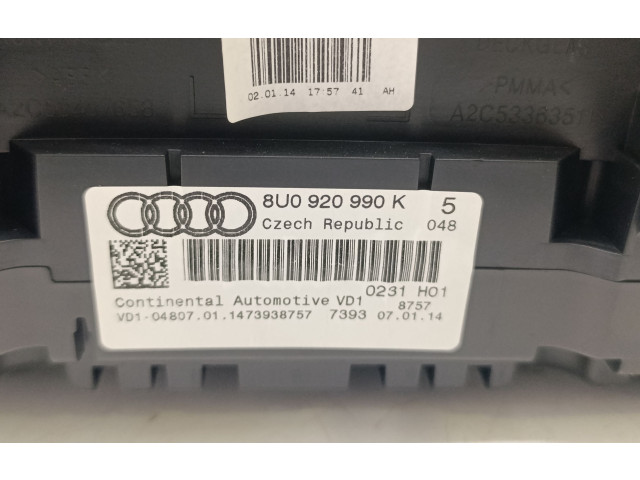 02.01.14 17:57 41 AH
PMMA<
8U0 920 990 K 5
Czech Republic 048
0231 H01
Continental Automotive VD1 8757
VD1-04807.01.1473938757 7393 07.01.14